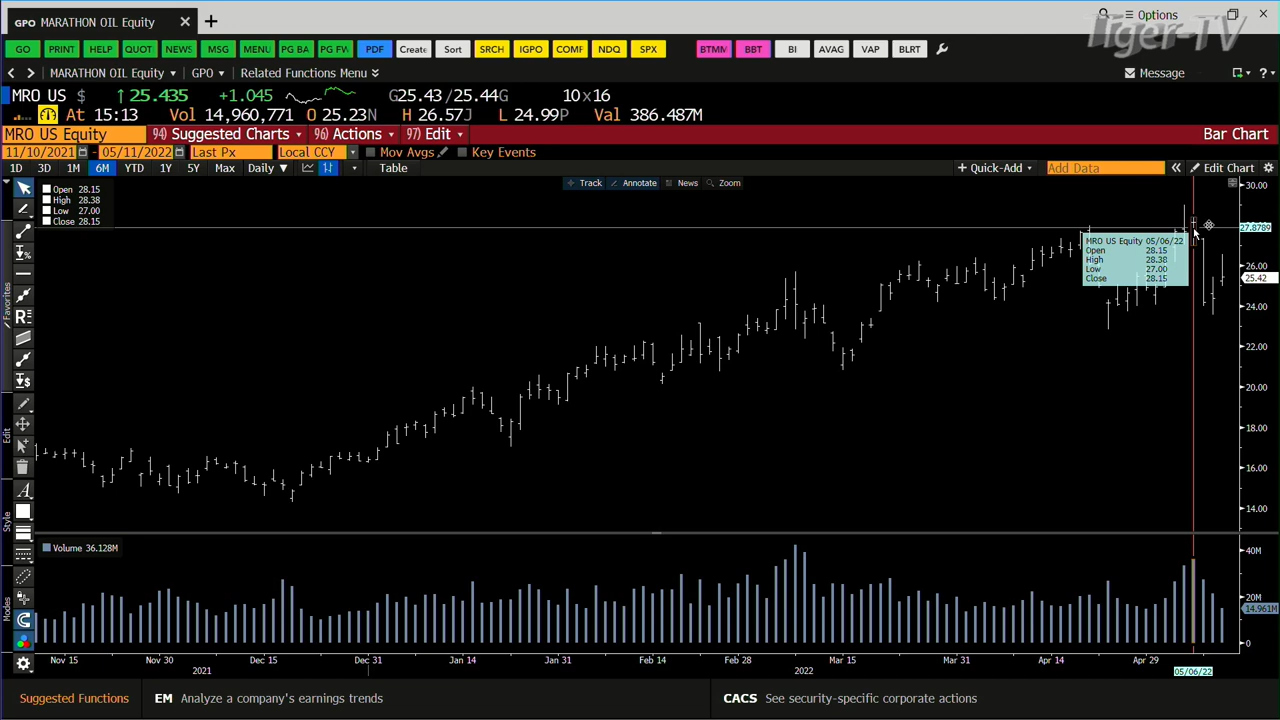 GPO MARATHON OIL Equity
Options
Tiger-TV
GO PRINT HELP QUOT NEWS MSG MENU PG BA PG FW PDF Create Sort SRCH IGPO COMF NDQ SPX BTMM BBT BI AVAG VAP BLRT
MARATHON OIL Equity GPO Related Functions Menu Message ?
MRO US $ ↑ 25.435 +1.045 G25.43/25.44G 10×16
At 15:13 Vol 14,960,771 O 25.23N H 26.57J L 24.99P Val 386.487M
MRO US Equity 94) Suggested Charts 96) Actions 97) Edit Bar Chart
11/10/2021 - 05/11/2022 Last Px Local CCY Mov Avgs Key Events
1D 3D 1M 6M YTD 1Y 5Y Max Daily ▼ Table + Quick-Add Add Data « Edit Chart
Track Annotate News Zoom
Open 28.15
High 28.38
Low 27.00
Close 28.15
30.00
27.8789
26.00
25.42
24.00
22.00
20.00
18.00
16.00
14.00
MRO US Equity 05/06/22
Open 28.15
High 28.38
Low 27.00
Close 28.15
Favorites
Edit
Style
Modes
Volume 36.128M
40M
20M
14.961M
0
Nov 15 Nov 30 Dec 15 Dec 31 Jan 14 Jan 31 Feb 14 Feb 28 Mar 15 Mar 31 Apr 14 Apr 29 05/06/22
2021 2022
Suggested Functions EM Analyze a company's earnings trends CACS See security-specific corporate actions